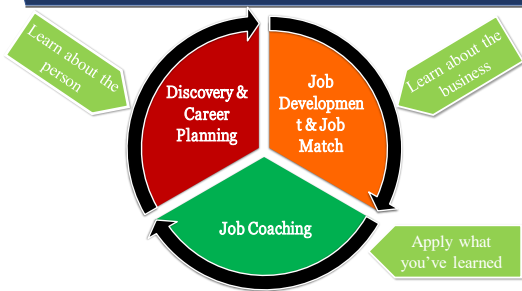 Learn about the
person
Discovery &
Career
Planning
Job
Developmen
t & Job
Match
Learn about the
business
Job Coaching
Apply what
you've learned